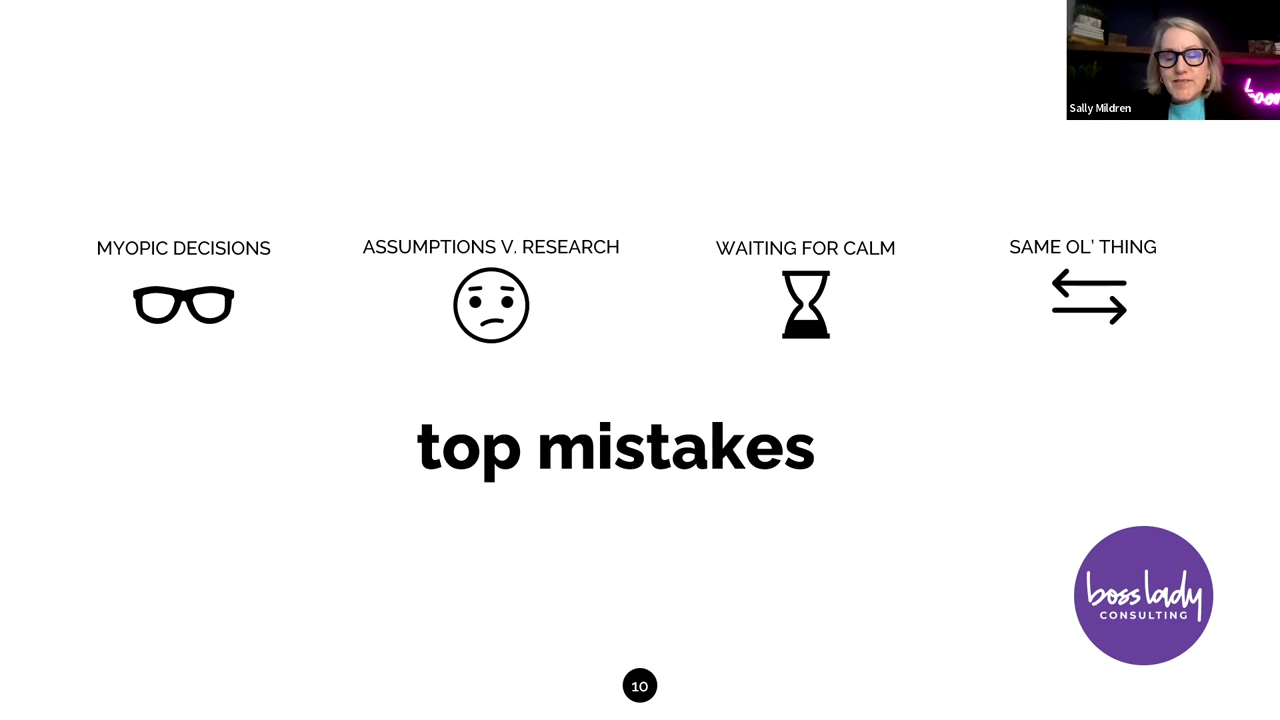 Sally Mildren
MYOPIC DECISIONS
ASSUMPTIONS V. RESEARCH
WAITING FOR CALM
SAME OL' THING
top mistakes
boss lady
CONSULTING
10